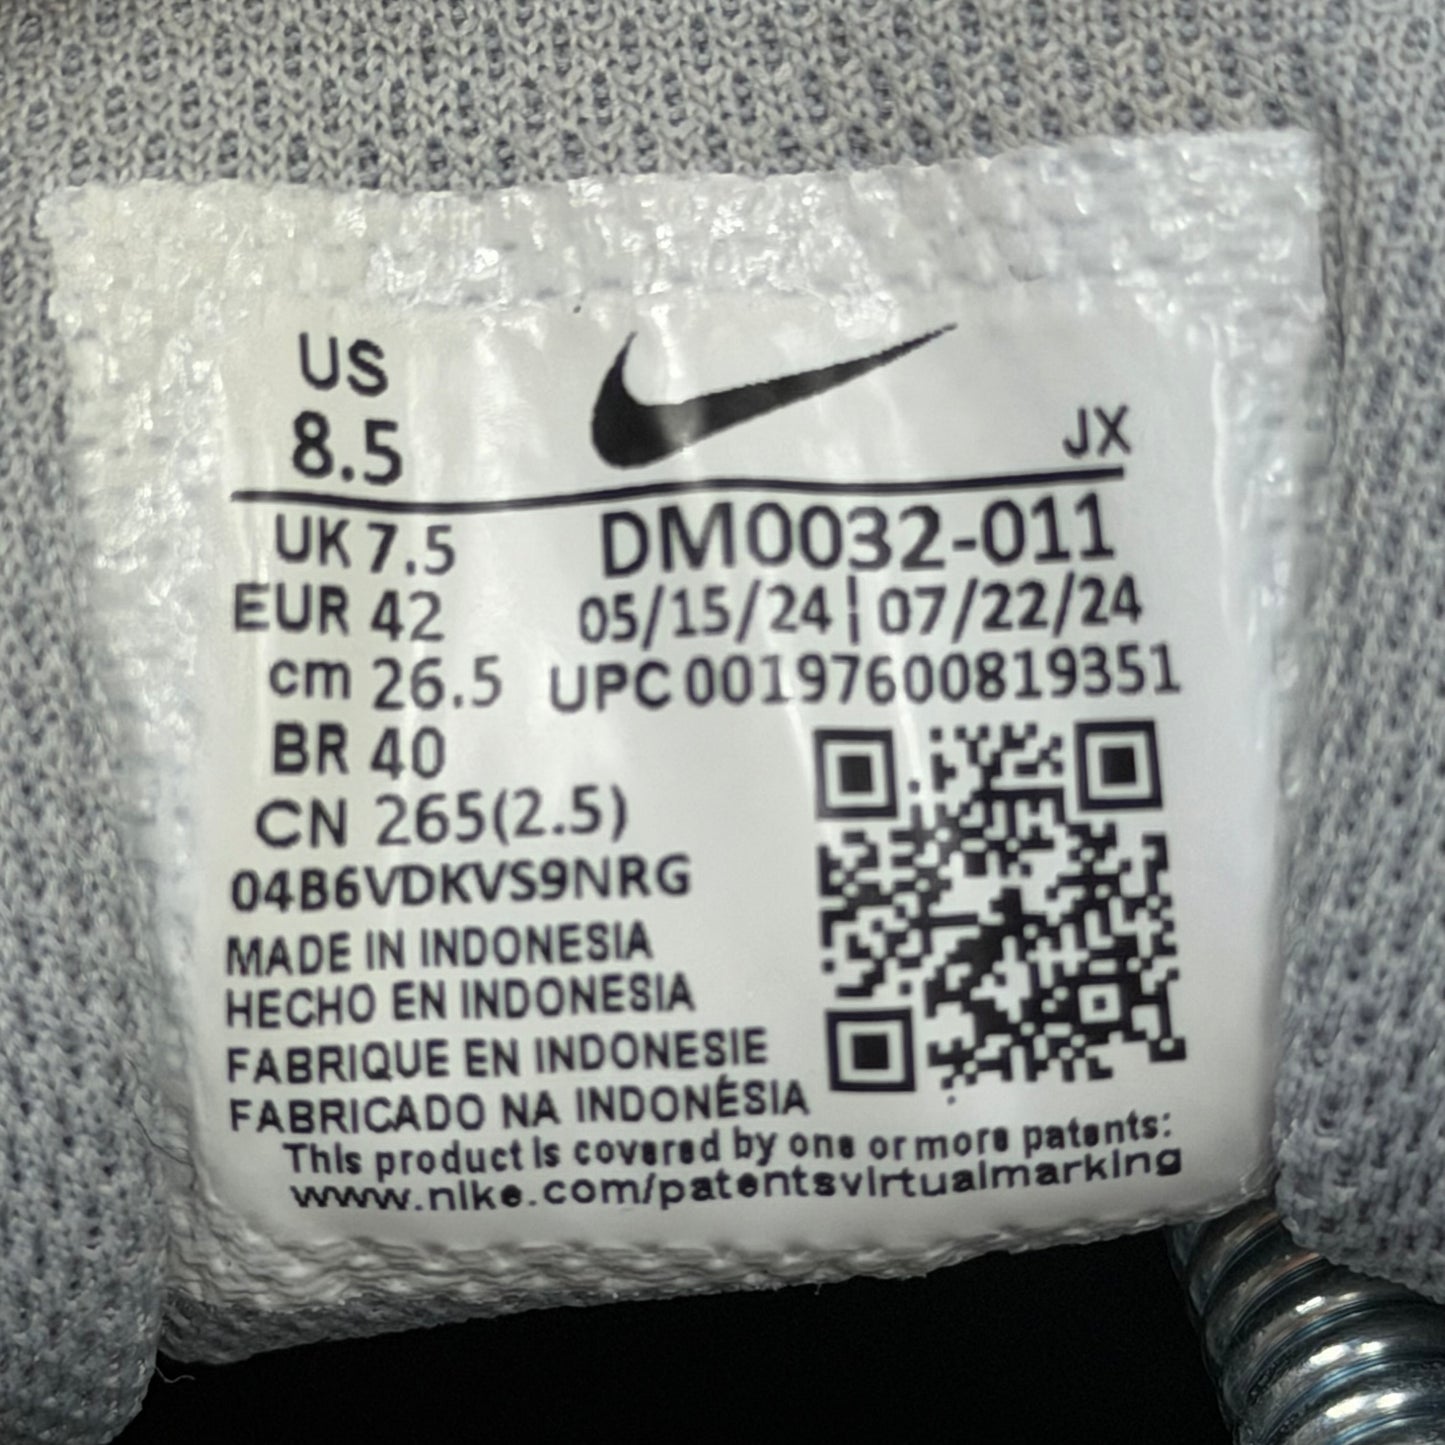 US
8.5
JX
UK 7.5 DM0032-011
EUR 42 05/15/24 | 07/22/24
cm 26.5 UPC 00197600819351
BR 40
CN 265(2.5)
04B6VDKVS9NRG
MADE IN INDONESIA
HECHO EN INDONESIA
FABRIQUE EN INDONESIE
FABRICADO NA INDONÉSIA
This product is covered by one or more patents:
www.nike.com/patentsvirtualmarking